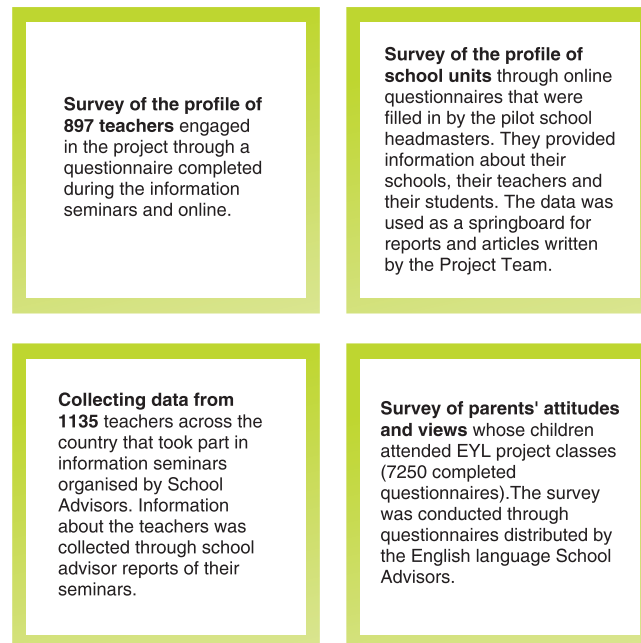 Survey of the profile of
897 teachers engaged
in the project through a
questionnaire completed
during the information
seminars and online.
Survey of the profile of
school units through online
questionnaires that were
filled in by the pilot school
headmasters. They provided
information about their
schools, their teachers and
their students. The data was
used as a springboard for
reports and articles written
by the Project Team.
Collecting data from
1135 teachers across the
country that took part in
information seminars
organised by School
Advisors. Information
about the teachers was
collected through school
advisor reports of their
seminars.
Survey of parents' attitudes
and views whose children
attended EYL project classes
(7250 completed
questionnaires).The survey
was conducted through
questionnaires distributed by
the English language School
Advisors.